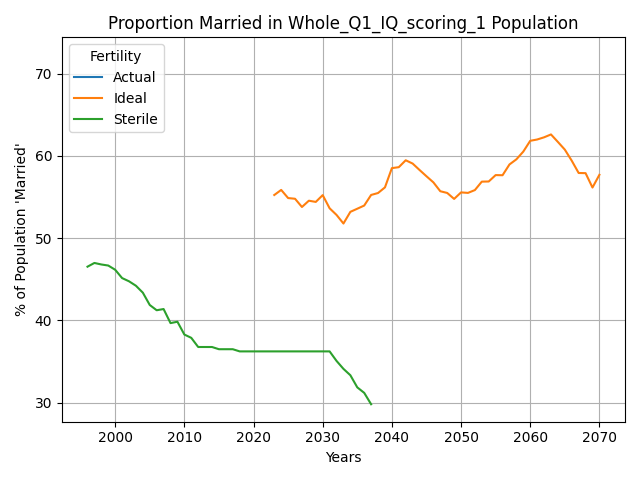 Proportion Married in Whole_Q1_IQ_scoring_1 Population
Fertility
Actual
Ideal
Sterile
% of Population 'Married'
70
60
50
40
30
2000 2010 2020 2030 2040 2050 2060 2070
Years